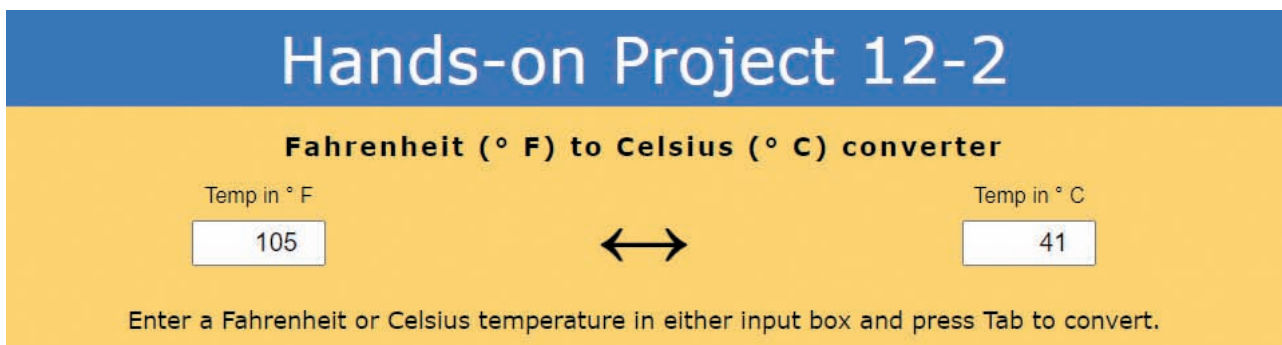 Hands-on Project 12-2
Fahrenheit (° F) to Celsius (° C) converter
Temp in ° F
Temp in ° C
105
41
Enter a Fahrenheit or Celsius temperature in either input box and press Tab to convert.